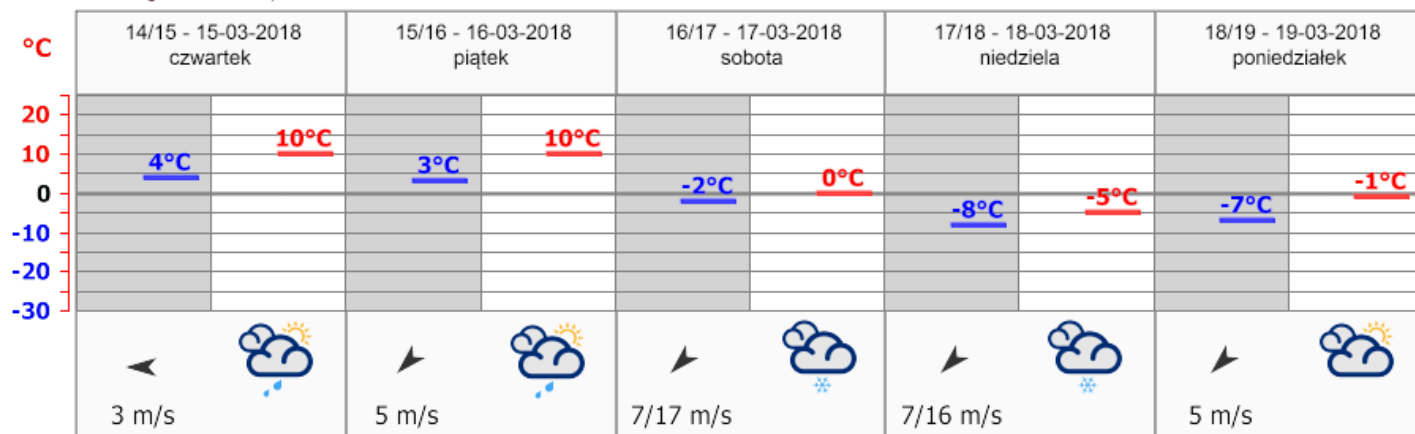 14/15 - 15-03-2018
czwartek
15/16 - 16-03-2018
piątek
16/17 - 17-03-2018
sobota
17/18 - 18-03-2018
niedziela
18/19 - 19-03-2018
poniedziałek
°C
20
10
0
-10
-20
-30
4°C
10°C
3°C
10°C
-2°C
0°C
-8°C
-5°C
-7°C
-1°C
3 m/s
5 m/s
7/17 m/s
7/16 m/s
5 m/s